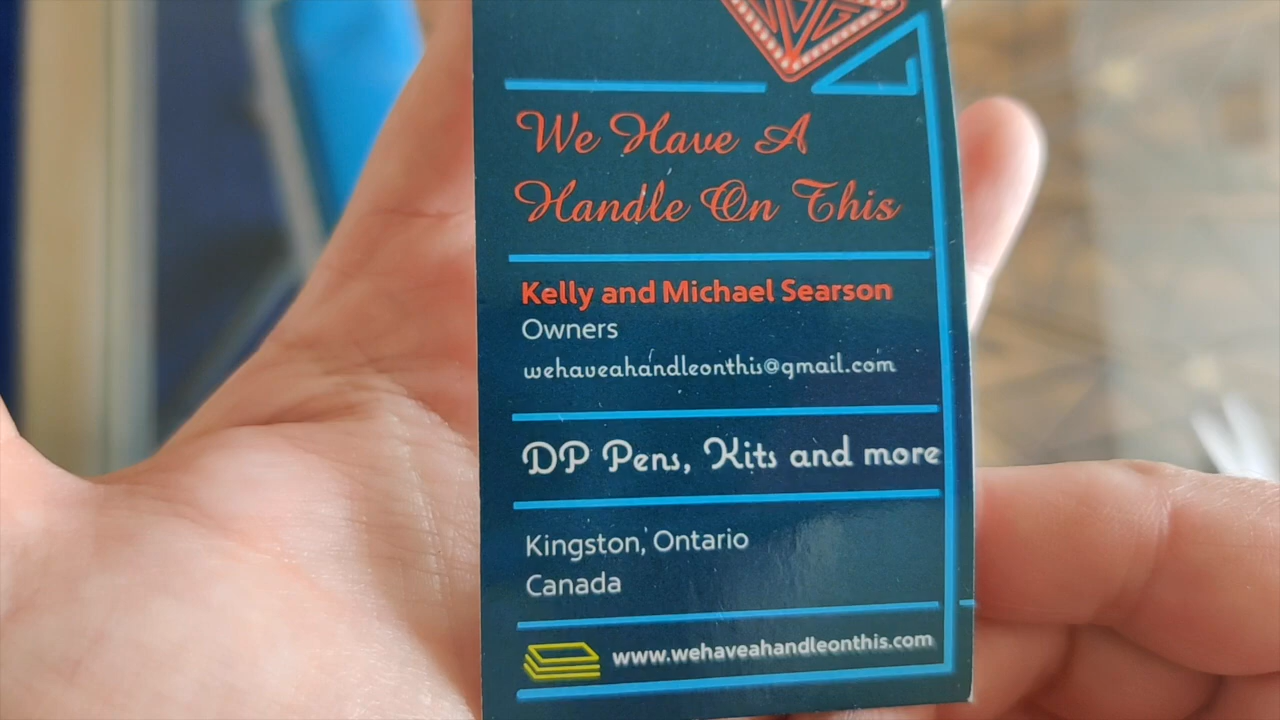 We Have A
Handle On This
Kelly and Michael Searson
Owners
wehaveahandleonthis@gmail.com
DP Pens, Kits and more
Kingston, Ontario
Canada
www.wehaveahandleonthis.com